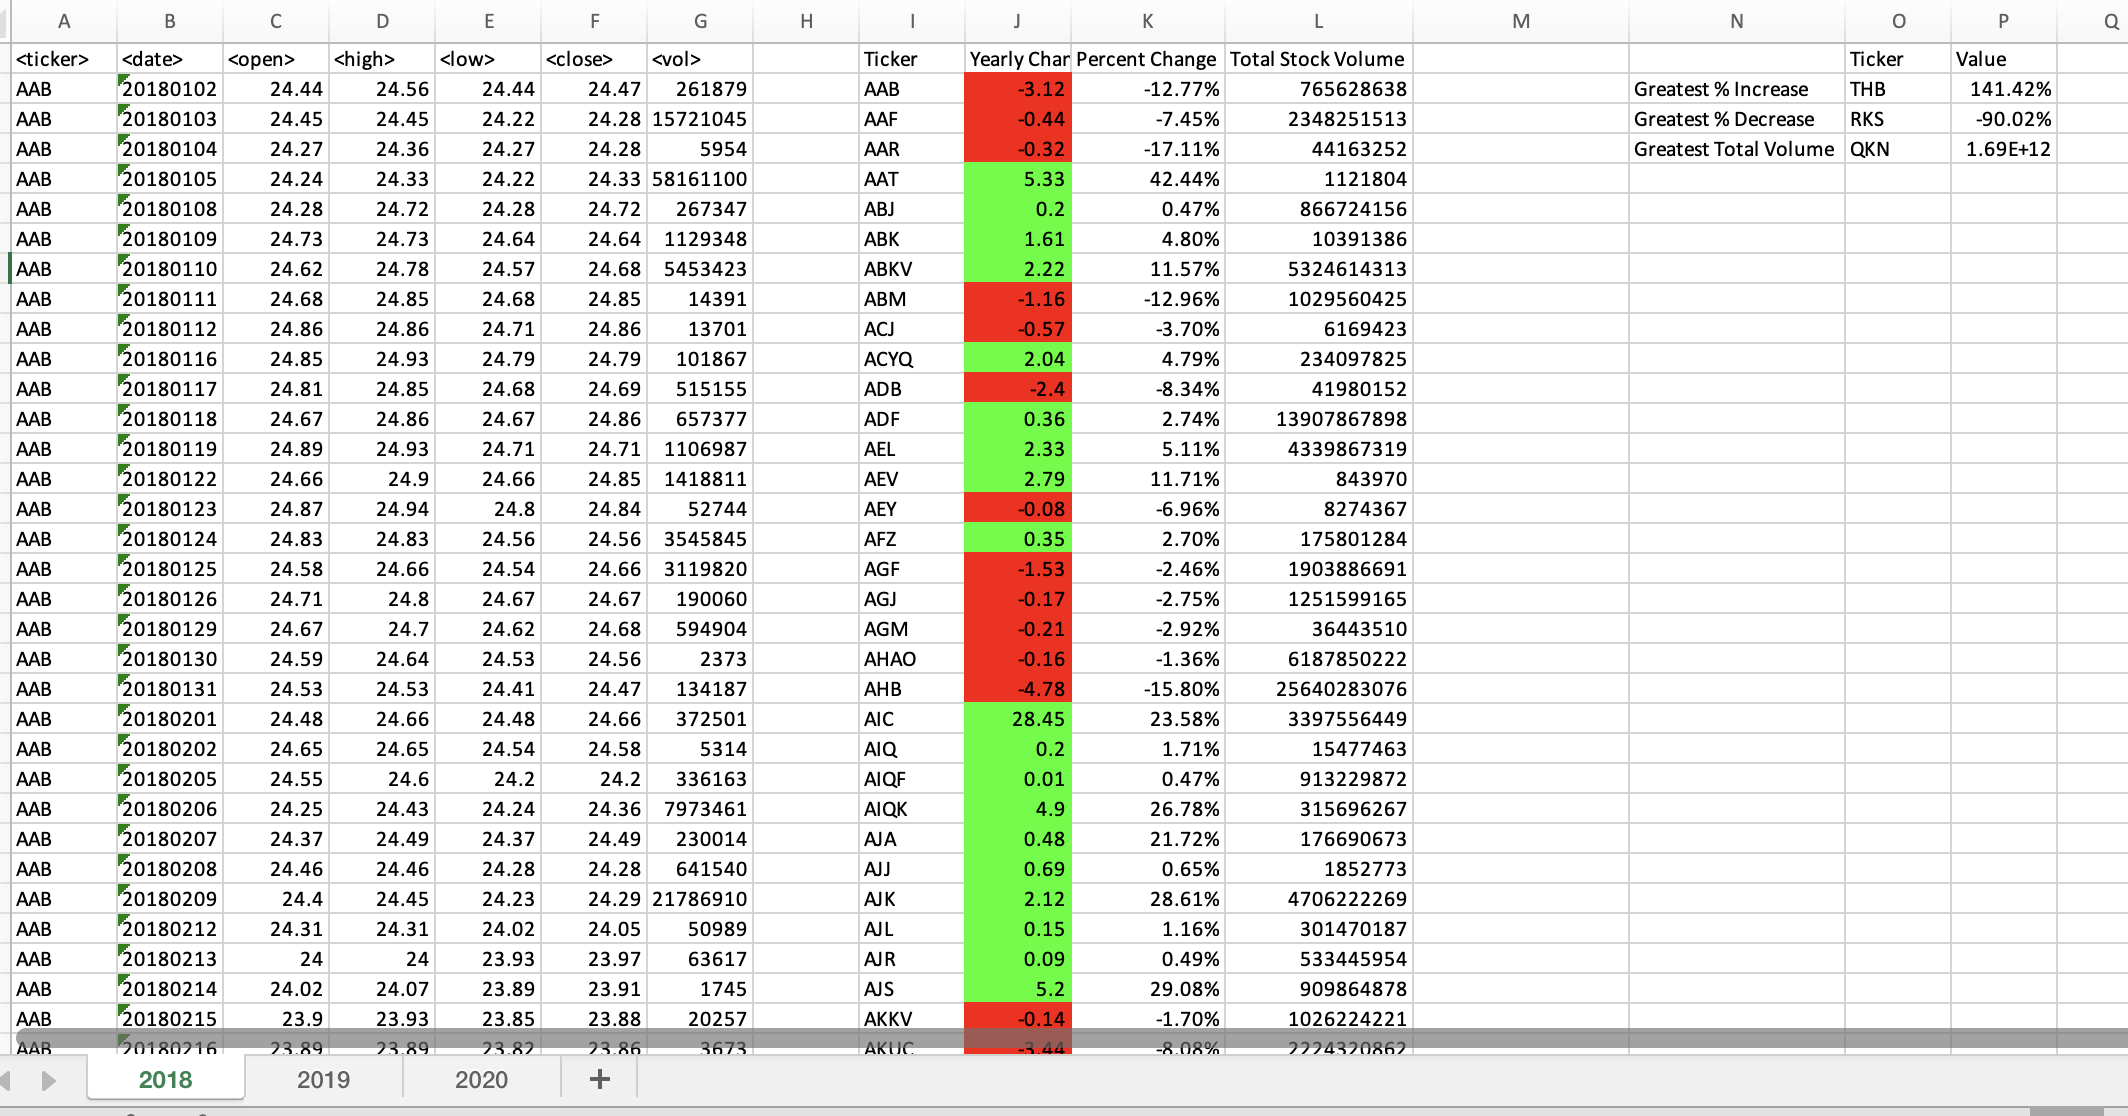 A B C D E F G H I J K L M N O P Q
<ticker> <date> <open> <high> <low> <close> <vol> Ticker Yearly Char Percent Change Total Stock Volume Ticker Value
AAB 20180102 24.44 24.56 24.44 24.47 261879 AAB -3.12 -12.77% 765628638 Greatest % Increase THB 141.42%
AAB 20180103 24.45 24.45 24.22 24.28 15721045 AAF -0.44 -7.45% 2348251513 Greatest % Decrease RKS -90.02%
AAB 20180104 24.27 24.36 24.27 24.28 5954 AAR -0.32 -17.11% 44163252 Greatest Total Volume QKN 1.69E+12
AAB 20180105 24.24 24.33 24.22 24.33 58161100 AAT 5.33 42.44% 1121804
AAB 20180108 24.28 24.72 24.28 24.72 267347 ABJ 0.2 0.47% 866724156
AAB 20180109 24.73 24.73 24.64 24.64 1129348 ABK 1.61 4.80% 10391386
AAB 20180110 24.62 24.78 24.57 24.68 5453423 ABKV 2.22 11.57% 5324614313
AAB 20180111 24.68 24.85 24.68 24.85 14391 ABM -1.16 -12.96% 1029560425
AAB 20180112 24.86 24.86 24.71 24.86 13701 ACJ -0.57 -3.70% 6169423
AAB 20180116 24.85 24.93 24.79 24.79 101867 ACYQ 2.04 4.79% 234097825
AAB 20180117 24.81 24.85 24.68 24.69 515155 ADB -2.4 -8.34% 41980152
AAB 20180118 24.67 24.86 24.67 24.86 657377 ADF 0.36 2.74% 13907867898
AAB 20180119 24.89 24.93 24.71 24.71 1106987 AEL 2.33 5.11% 4339867319
AAB 20180122 24.66 24.9 24.66 24.85 1418811 AEV 2.79 11.71% 843970
AAB 20180123 24.87 24.94 24.8 24.84 52744 AEY -0.08 -6.96% 8274367
AAB 20180124 24.83 24.83 24.56 24.56 3545845 AFZ 0.35 2.70% 175801284
AAB 20180125 24.58 24.66 24.54 24.66 3119820 AGF -1.53 -2.46% 1903886691
AAB 20180126 24.71 24.8 24.67 24.67 190060 AGJ -0.17 -2.75% 1251599165
AAB 20180129 24.67 24.7 24.62 24.68 594904 AGM -0.21 -2.92% 36443510
AAB 20180130 24.59 24.64 24.53 24.56 2373 AHAO -0.16 -1.36% 6187850222
AAB 20180131 24.53 24.53 24.41 24.47 134187 AHB -4.78 -15.80% 25640283076
AAB 20180201 24.48 24.66 24.48 24.66 372501 AIC 28.45 23.58% 3397556449
AAB 20180202 24.65 24.65 24.54 24.58 5314 AIQ 0.2 1.71% 15477463
AAB 20180205 24.55 24.6 24.2 24.2 336163 AIQF 0.01 0.47% 913229872
AAB 20180206 24.25 24.43 24.24 24.36 7973461 AIQK 4.9 26.78% 315696267
AAB 20180207 24.37 24.49 24.37 24.49 230014 AJA 0.48 21.72% 176690673
AAB 20180208 24.46 24.46 24.28 24.28 641540 AJJ 0.69 0.65% 1852773
AAB 20180209 24.4 24.45 24.23 24.29 21786910 AJK 2.12 28.61% 4706222269
AAB 20180212 24.31 24.31 24.02 24.05 50989 AJL 0.15 1.16% 301470187
AAB 20180213 24 24 23.93 23.97 63617 AJR 0.09 0.49% 533445954
AAB 20180214 24.02 24.07 23.89 23.91 1745 AJS 5.2 29.08% 909864878
AAB 20180215 23.9 23.93 23.85 23.88 20257 AKKV -0.14 -1.70% 1026224221
AAB 20180216 23.89 23.89 23.82 23.86 3673 AKUC -3.44 -8.08% 2224320862
2018 2019 2020 +